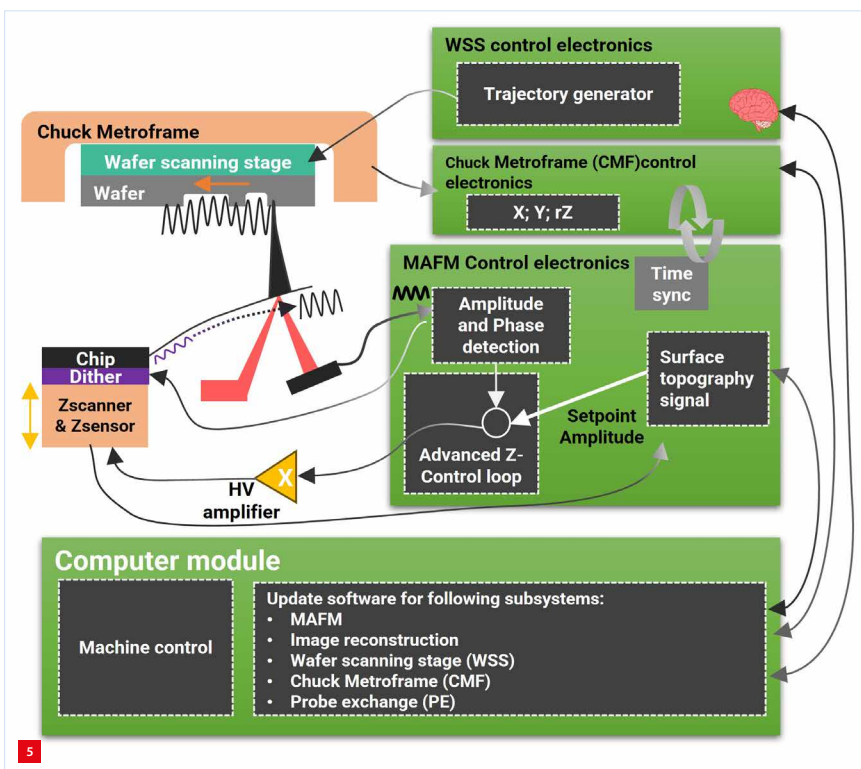 WSS control electronics
Trajectory generator
Chuck Metroframe
Wafer scanning stage
Wafer
Chuck Metroframe (CMF)control
electronics
X; Y; rZ
MAFM Control electronics
Time
sync
Amplitude
and Phase
detection
Surface
topography
signal
Chip
Dither
Zscanner
& Zsensor
Setpoint
Amplitude
Advanced Z-
Control loop
X
HV
amplifier
Computer module
Machine control
Update software for following subsystems:
• MAFM
• Image reconstruction
• Wafer scanning stage (WSS)
• Chuck Metroframe (CMF)
• Probe exchange (PE)
5